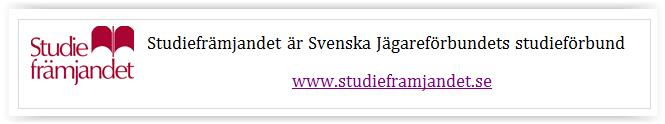 Studie
främjandet
Studiefrämjandet är Svenska Jägareförbundets studieförbund
www.studieframjandet.se